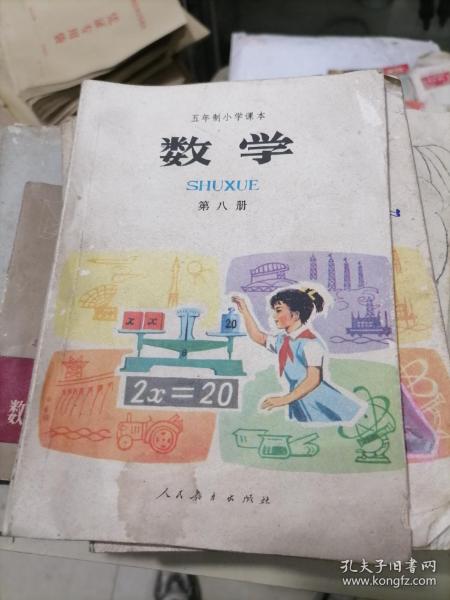 五年制小学课本
数学
SHUXUE
第八册
x x
20
2x=20
人民教育出版社
数
孔夫子旧书网
www.kongfz.com